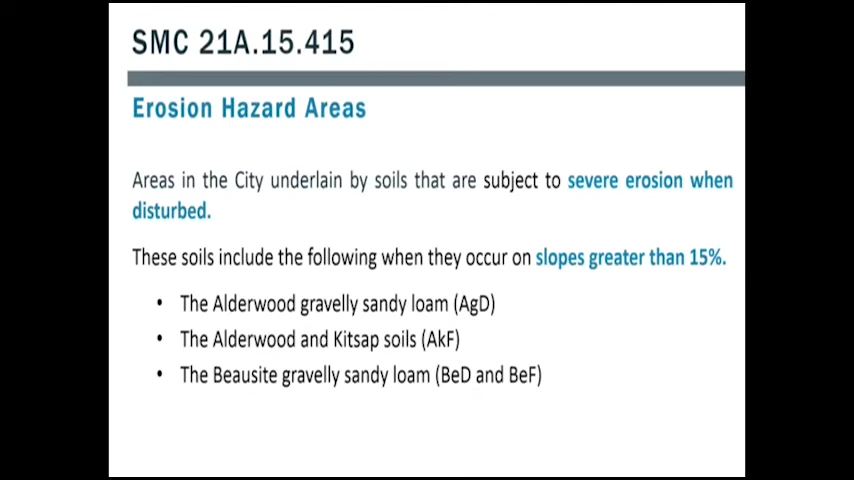 SMC 21A.15.415
Erosion Hazard Areas
Areas in the City underlain by soils that are subject to severe erosion when
disturbed.
These soils include the following when they occur on slopes greater than 15%.
• The Alderwood gravelly sandy loam (AgD)
• The Alderwood and Kitsap soils (AkF)
• The Beausite gravelly sandy loam (BeD and BeF)